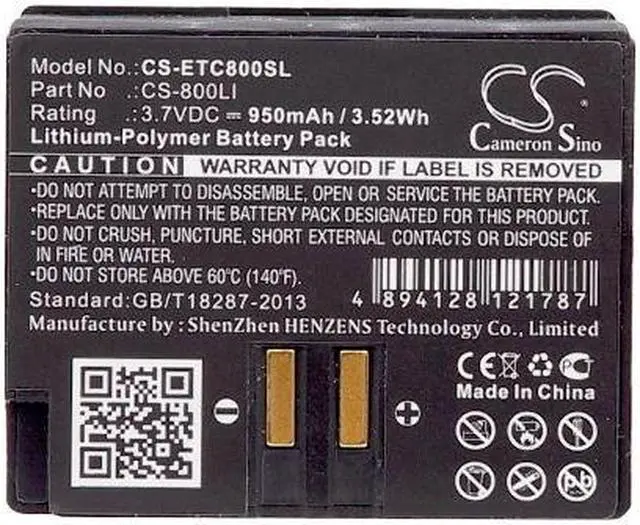 Model No.:CS-ETC800SL
Part No .:CS-800LI
Rating .:3.7VDC ⎓ 950mAh / 3.52Wh
Lithium-Polymer Battery Pack
CS
Cameron Sino
CAUTION WARRANTY VOID IF LABEL IS REMOVED
•DO NOT ATTEMPT TO DISASSEMBLE, OPEN OR SERVICE THE BATTERY PACK.
•REPLACE ONLY WITH THE BATTERY PACK DESIGNATED FOR THIS PRODUCT.
•DO NOT CRUSH, PUNCTURE, SHORT EXTERNAL CONTACTS OR DISPOSE OF
IN FIRE OR WATER.
•DO NOT STORE ABOVE 60°C (140°F).
Standard:GB/T18287-2013
4 894128 121787
Manufacture by : ShenZhen HENZENS Technology Co., Limited
CE
Made In China
− +
Pb